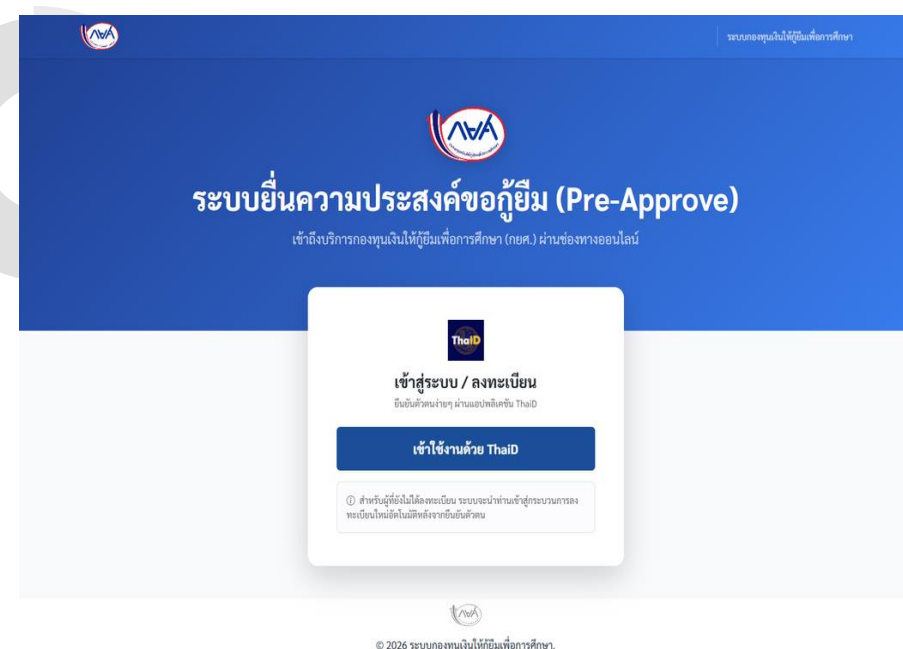 กยศ
ระบบกองทุนเงินให้กู้ยืมเพื่อการศึกษา
กยศ
ระบบยื่นความประสงค์ขอกู้ยืม (Pre-Approve)
เข้าถึงบริการกองทุนเงินให้กู้ยืมเพื่อการศึกษา (กยศ.) ผ่านช่องทางออนไลน์
ThaiD
เข้าสู่ระบบ / ลงทะเบียน
ยืนยันตัวตนง่ายๆ ผ่านแอปพลิเคชัน ThaiD
เข้าใช้งานด้วย ThaiD
สำหรับผู้ที่ยังไม่ได้ลงทะเบียน ระบบจะนำท่านเข้าสู่กระบวนการลง
ทะเบียนใหม่อัตโนมัติหลังจากยืนยันตัวตน
กยศ
© 2026 ระบบกองทุนเงินให้กู้ยืมเพื่อการศึกษา.